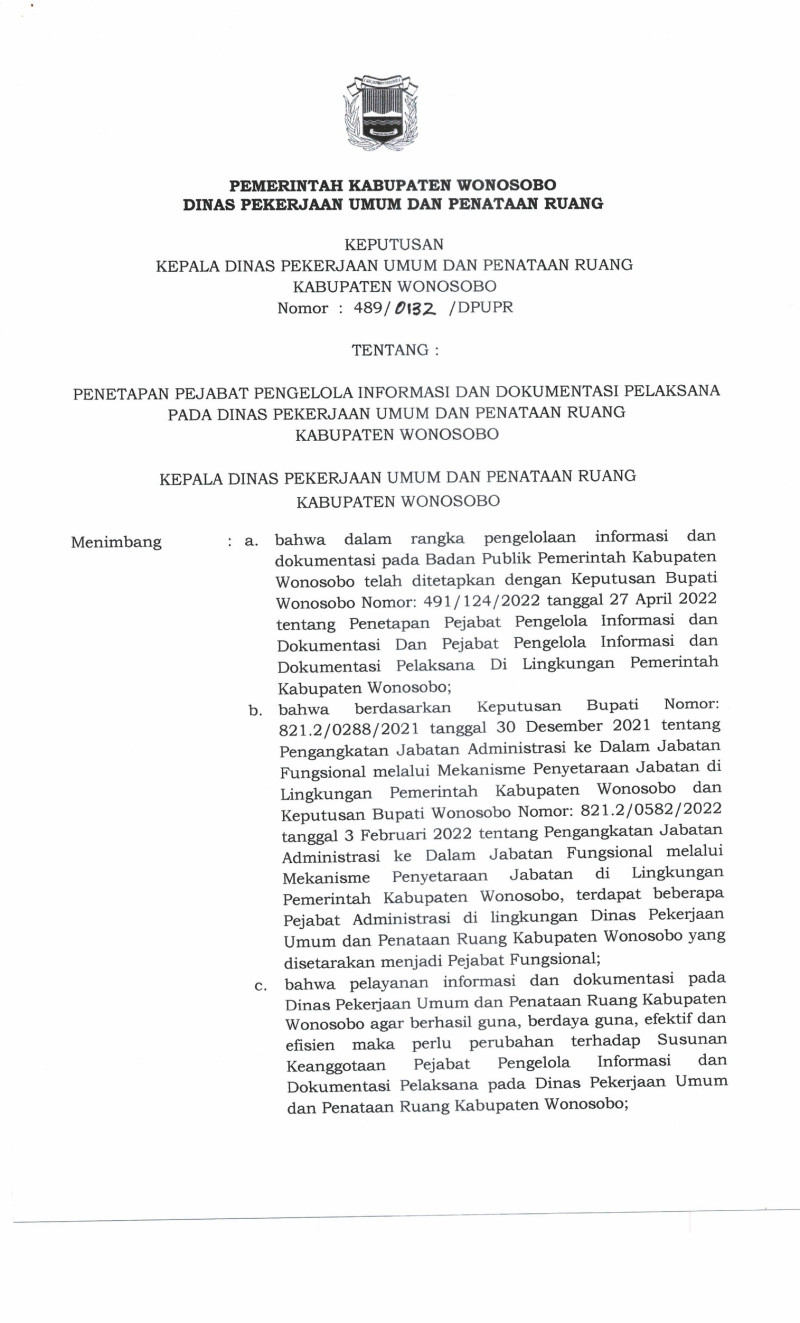 PEMERINTAH KABUPATEN WONOSOBO
DINAS PEKERJAAN UMUM DAN PENATAAN RUANG
KEPUTUSAN
KEPALA DINAS PEKERJAAN UMUM DAN PENATAAN RUANG
KABUPATEN WONOSOBO
Nomor : 489/0132 /DPUPR
TENTANG :
PENETAPAN PEJABAT PENGELOLA INFORMASI DAN DOKUMENTASI PELAKSANA
PADA DINAS PEKERJAAN UMUM DAN PENATAAN RUANG
KABUPATEN WONOSOBO
KEPALA DINAS PEKERJAAN UMUM DAN PENATAAN RUANG
KABUPATEN WONOSOBO
Menimbang : a. bahwa dalam rangka pengelolaan informasi dan
dokumentasi pada Badan Publik Pemerintah Kabupaten
Wonosobo telah ditetapkan dengan Keputusan Bupati
Wonosobo Nomor: 491/124/2022 tanggal 27 April 2022
tentang Penetapan Pejabat Pengelola Informasi dan
Dokumentasi Dan Pejabat Pengelola Informasi dan
Dokumentasi Pelaksana Di Lingkungan Pemerintah
Kabupaten Wonosobo;
b. bahwa berdasarkan Keputusan Bupati Nomor:
821.2/0288/2021 tanggal 30 Desember 2021 tentang
Pengangkatan Jabatan Administrasi ke Dalam Jabatan
Fungsional melalui Mekanisme Penyetaraan Jabatan di
Lingkungan Pemerintah Kabupaten Wonosobo dan
Keputusan Bupati Wonosobo Nomor: 821.2/0582/2022
tanggal 3 Februari 2022 tentang Pengangkatan Jabatan
Administrasi ke Dalam Jabatan Fungsional melalui
Mekanisme Penyetaraan Jabatan di Lingkungan
Pemerintah Kabupaten Wonosobo, terdapat beberapa
Pejabat Administrasi di lingkungan Dinas Pekerjaan
Umum dan Penataan Ruang Kabupaten Wonosobo yang
disetarakan menjadi Pejabat Fungsional;
c. bahwa pelayanan informasi dan dokumentasi pada
Dinas Pekerjaan Umum dan Penataan Ruang Kabupaten
Wonosobo agar berhasil guna, berdaya guna, efektif dan
efisien maka perlu perubahan terhadap Susunan
Keanggotaan Pejabat Pengelola Informasi dan
Dokumentasi Pelaksana pada Dinas Pekerjaan Umum
dan Penataan Ruang Kabupaten Wonosobo;